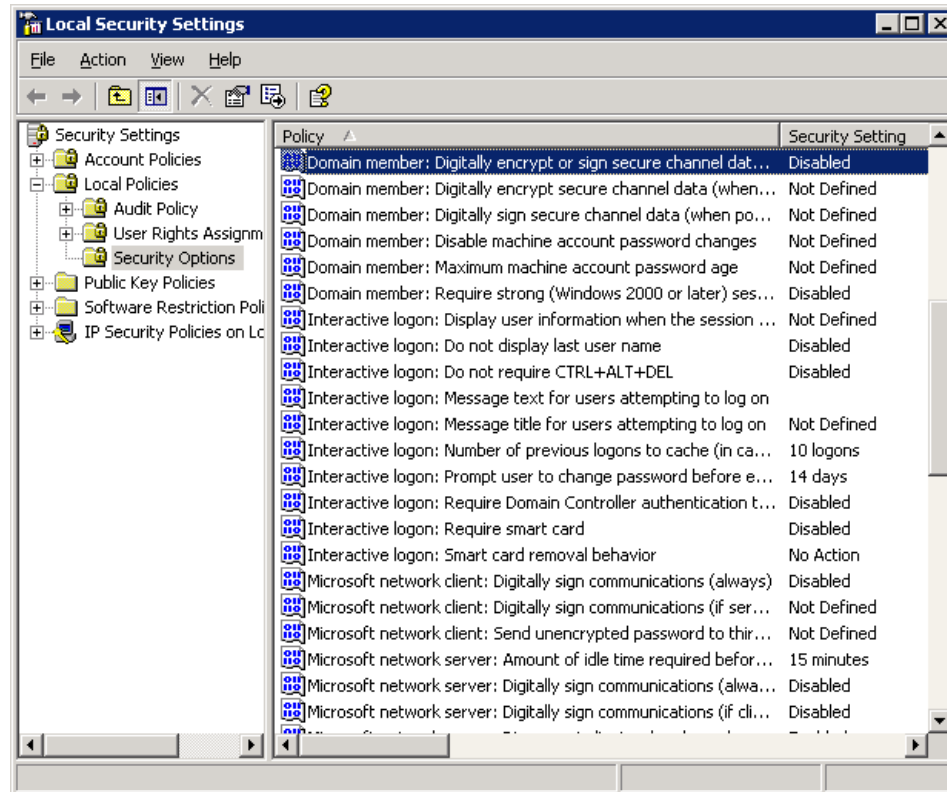 Local Security Settings
File Action View Help
Security Settings
Account Policies
Local Policies
Audit Policy
User Rights Assignm
Security Options
Public Key Policies
Software Restriction Poli
IP Security Policies on Lc
Policy Security Setting
Domain member: Digitally encrypt or sign secure channel dat... Disabled
Domain member: Digitally encrypt secure channel data (when... Not Defined
Domain member: Digitally sign secure channel data (when po... Not Defined
Domain member: Disable machine account password changes Not Defined
Domain member: Maximum machine account password age Not Defined
Domain member: Require strong (Windows 2000 or later) ses... Disabled
Interactive logon: Display user information when the session ... Not Defined
Interactive logon: Do not display last user name Disabled
Interactive logon: Do not require CTRL+ALT+DEL Disabled
Interactive logon: Message text for users attempting to log on
Interactive logon: Message title for users attempting to log on Not Defined
Interactive logon: Number of previous logons to cache (in ca... 10 logons
Interactive logon: Prompt user to change password before e... 14 days
Interactive logon: Require Domain Controller authentication t... Disabled
Interactive logon: Require smart card Disabled
Interactive logon: Smart card removal behavior No Action
Microsoft network client: Digitally sign communications (always) Disabled
Microsoft network client: Digitally sign communications (if ser... Not Defined
Microsoft network client: Send unencrypted password to thir... Not Defined
Microsoft network server: Amount of idle time required befor... 15 minutes
Microsoft network server: Digitally sign communications (alwa... Disabled
Microsoft network server: Digitally sign communications (if cli... Disabled